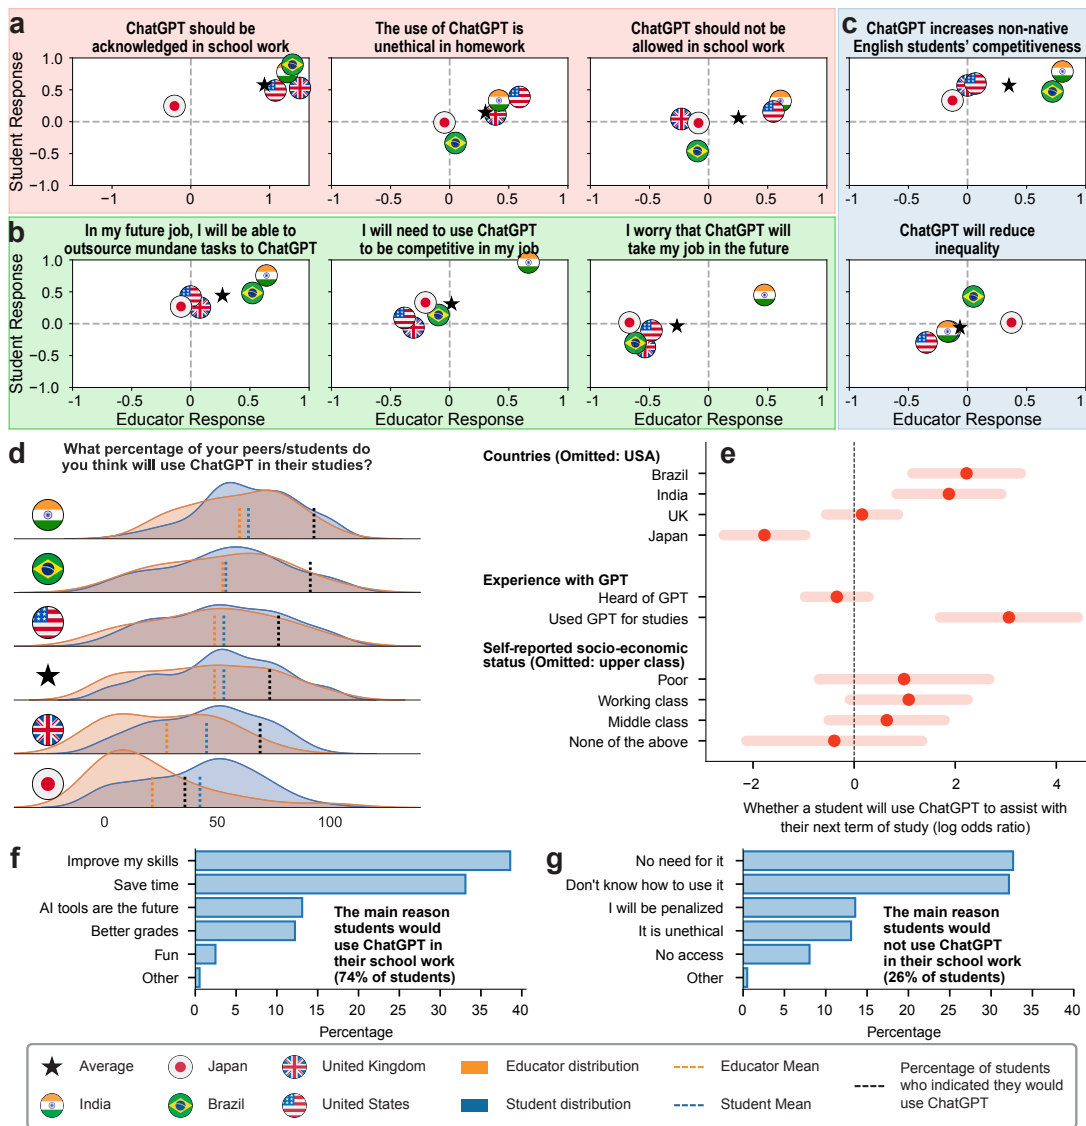 a
ChatGPT should be
acknowledged in school work
The use of ChatGPT is
unethical in homework
ChatGPT should not be
allowed in school work
c
ChatGPT increases non-native
English students' competitiveness
Student Response
1.0
0.5
0.0
−0.5
−1.0
−1
0
1
-1
0
1
-1
0
1
-1
0
1
b
In my future job, I will be able to
outsource mundane tasks to ChatGPT
I will need to use ChatGPT
to be competitive in my job
I worry that ChatGPT will
take my job in the future
ChatGPT will reduce
inequality
Student Response
1.0
0.5
0.0
−0.5
−1.0
-1
0
1
-1
0
1
-1
0
1
-1
0
1
Educator Response
Educator Response
Educator Response
Educator Response
d
What percentage of your peers/students do
you think will use ChatGPT in their studies?
0
50
100
e
Countries (Omitted: USA)
Brazil
India
UK
Japan
Experience with GPT
Heard of GPT
Used GPT for studies
Self-reported socio-economic
status (Omitted: upper class)
Poor
Working class
Middle class
None of the above
−2
0
2
4
Whether a student will use ChatGPT to assist with
their next term of study (log odds ratio)
f
Improve my skills
Save time
AI tools are the future
Better grades
Fun
Other
The main reason
students would
use ChatGPT in
their school work
(74% of students)
0
5
10
15
20
25
30
35
40
Percentage
g
No need for it
Don't know how to use it
I will be penalized
It is unethical
No access
Other
The main reason
students would
not use ChatGPT
in their school work
(26% of students)
0
5
10
15
20
25
30
35
40
Percentage
Average
Japan
United Kingdom
Educator distribution
Educator Mean
Percentage of students
who indicated they would
use ChatGPT
India
Brazil
United States
Student distribution
Student Mean